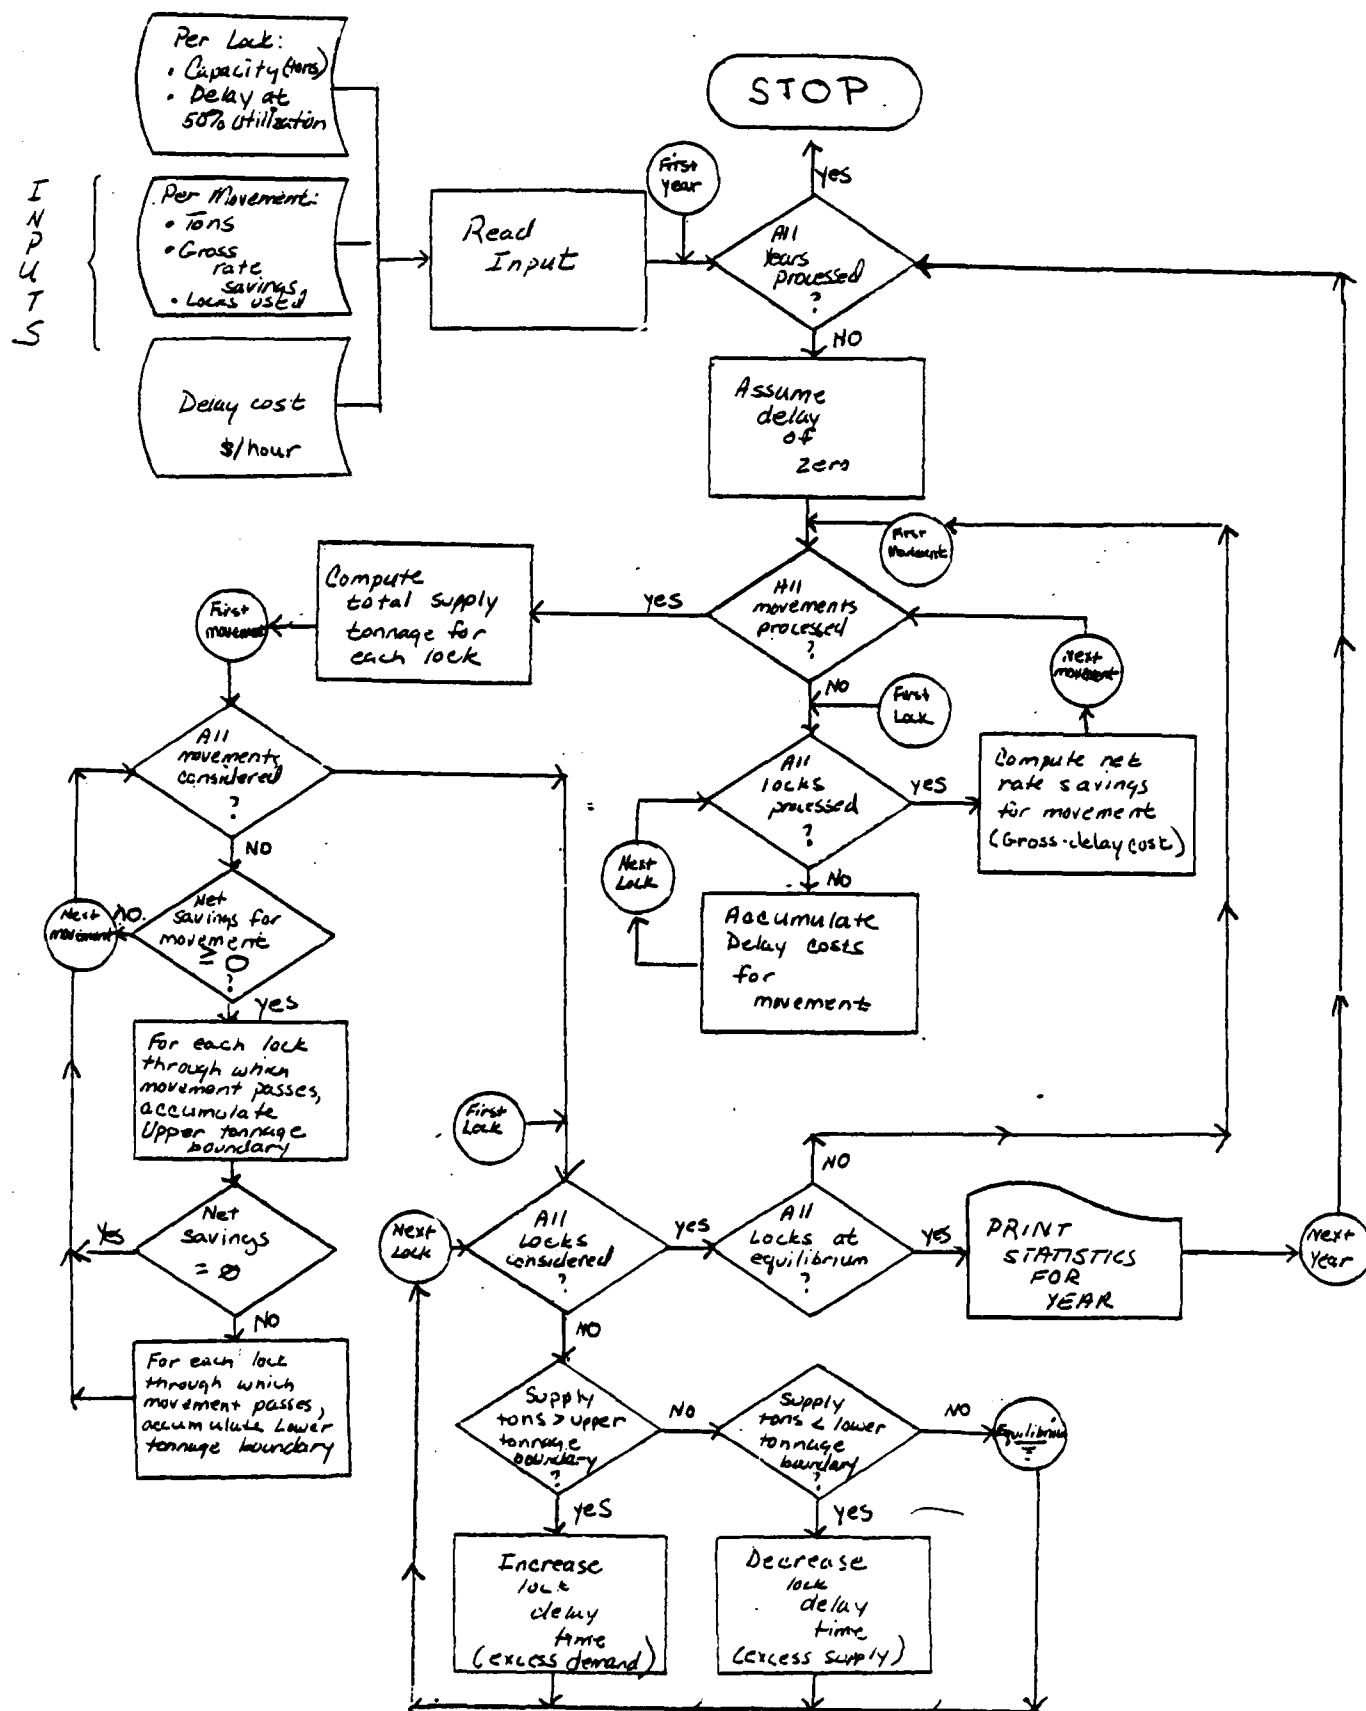 Per Lock:
• Capacity (tons)
• Delay at
50% Utilization
I
N
P
U
T
S
Per Movement:
• Tons
• Gross
rate
savings
• Locks used
Delay cost
$/hour
Read
Input
First
year
STOP
yes
All
Years
processed
?
NO
Assume
delay
of
zero
First
Movement
All
movements
processed
?
yes
NO
Compute
total supply
tonnage for
each lock
First
movement
First
Lock
All
locks
processed
?
yes
NO
Next
Lock
Accumulate
Delay costs
for
movement
Compute net
rate savings
for movement
(Gross-delay cost)
Next
movement
All
movements
considered
?
NO
Net
savings for
movement
≥ 0
?
NO.
Next
movement
yes
For each lock
through which
movement passes,
accumulate
Upper tonnage
boundary
Net
savings
= 0
Yes
NO
For each lock
through which
movement passes,
accumulate Lower
tonnage boundary
First
Lock
Next
Lock
All
Locks
considered
?
yes
NO
All
Locks at
equilibrium
?
NO
yes
PRINT
STATISTICS
FOR
YEAR
Next
Year
Supply
tons > upper
tonnage
boundary
?
NO
yes
Supply
tons < lower
tonnage
boundary
?
NO
yes
Equilibrium
Increase
lock
delay
time
(excess demand)
Decrease
lock
delay
time
(excess supply)